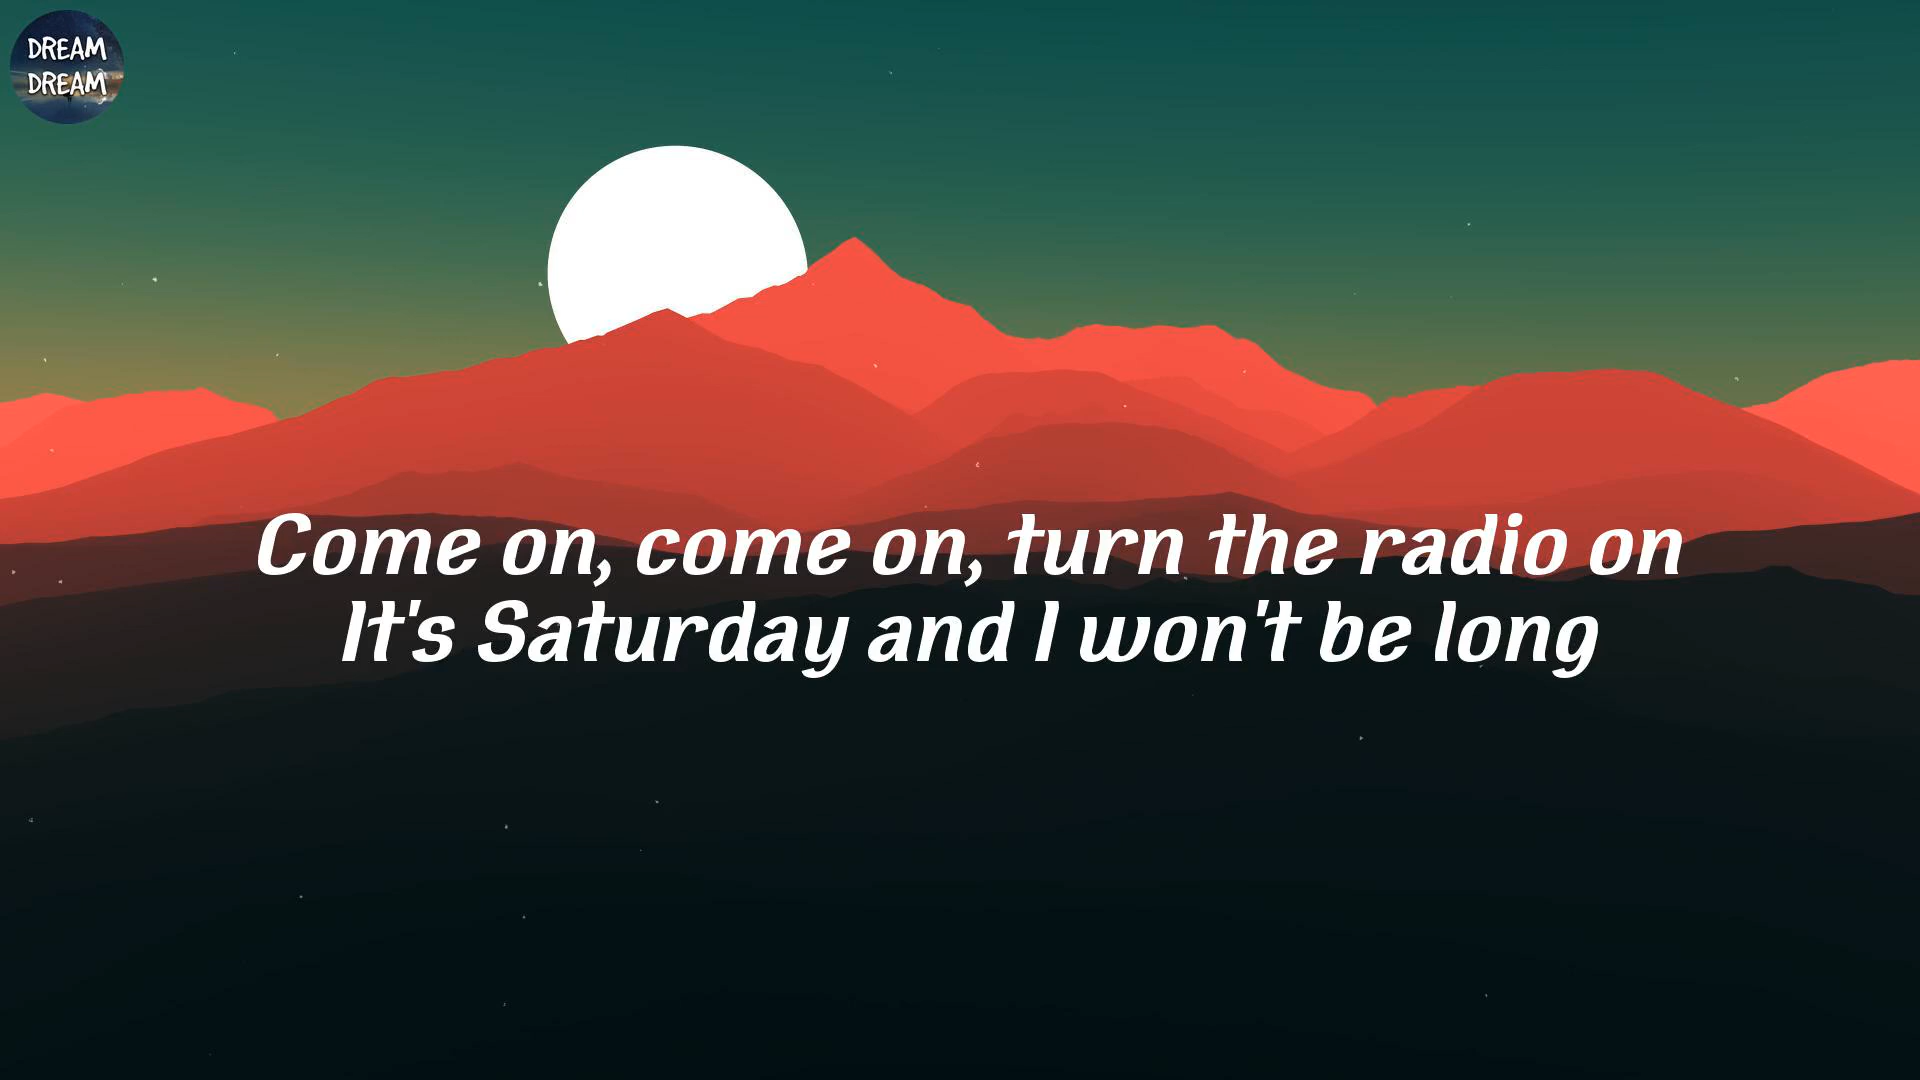 DREAM
DREAM
Come on, come on, turn the radio on
It's Saturday and I won't be long